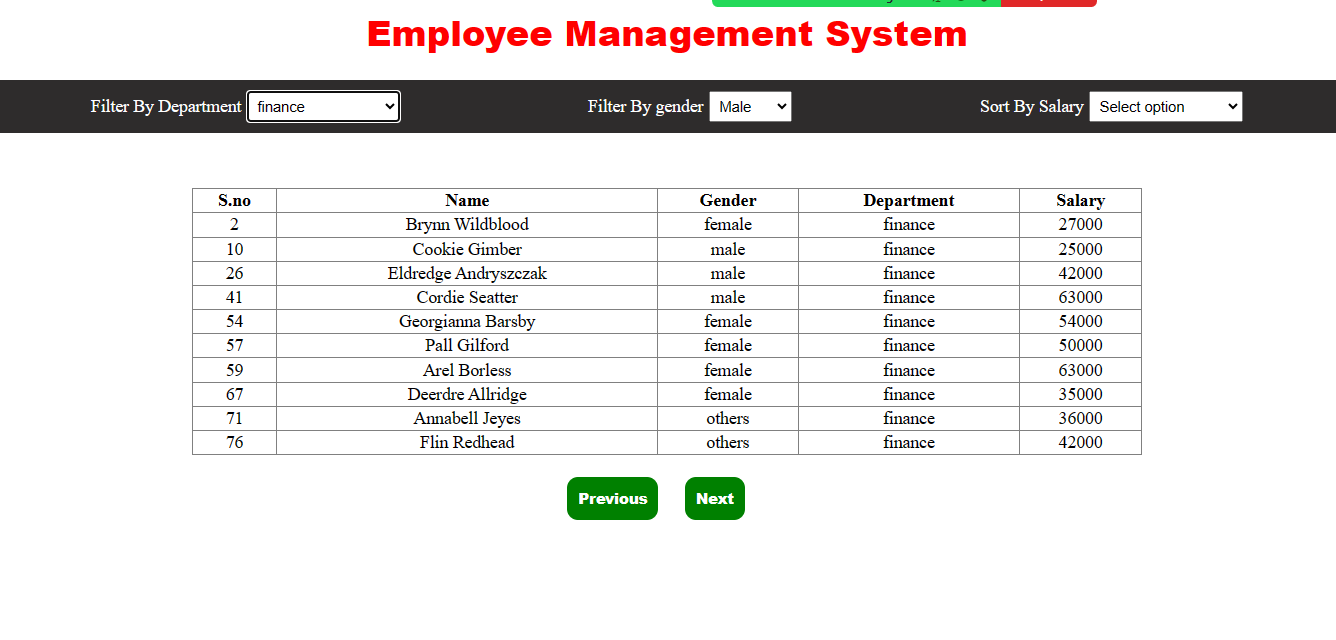 Employee Management System
Filter By Department finance Filter By gender Male Sort By Salary Select option
S.no Name Gender Department Salary
2 Brynn Wildblood female finance 27000
10 Cookie Gimber male finance 25000
26 Eldredge Andryszczak male finance 42000
41 Cordie Seatter male finance 63000
54 Georgianna Barsby female finance 54000
57 Pall Gilford female finance 50000
59 Arel Borless female finance 63000
67 Deerdre Allridge female finance 35000
71 Annabell Jeyes others finance 36000
76 Flin Redhead others finance 42000
Previous Next